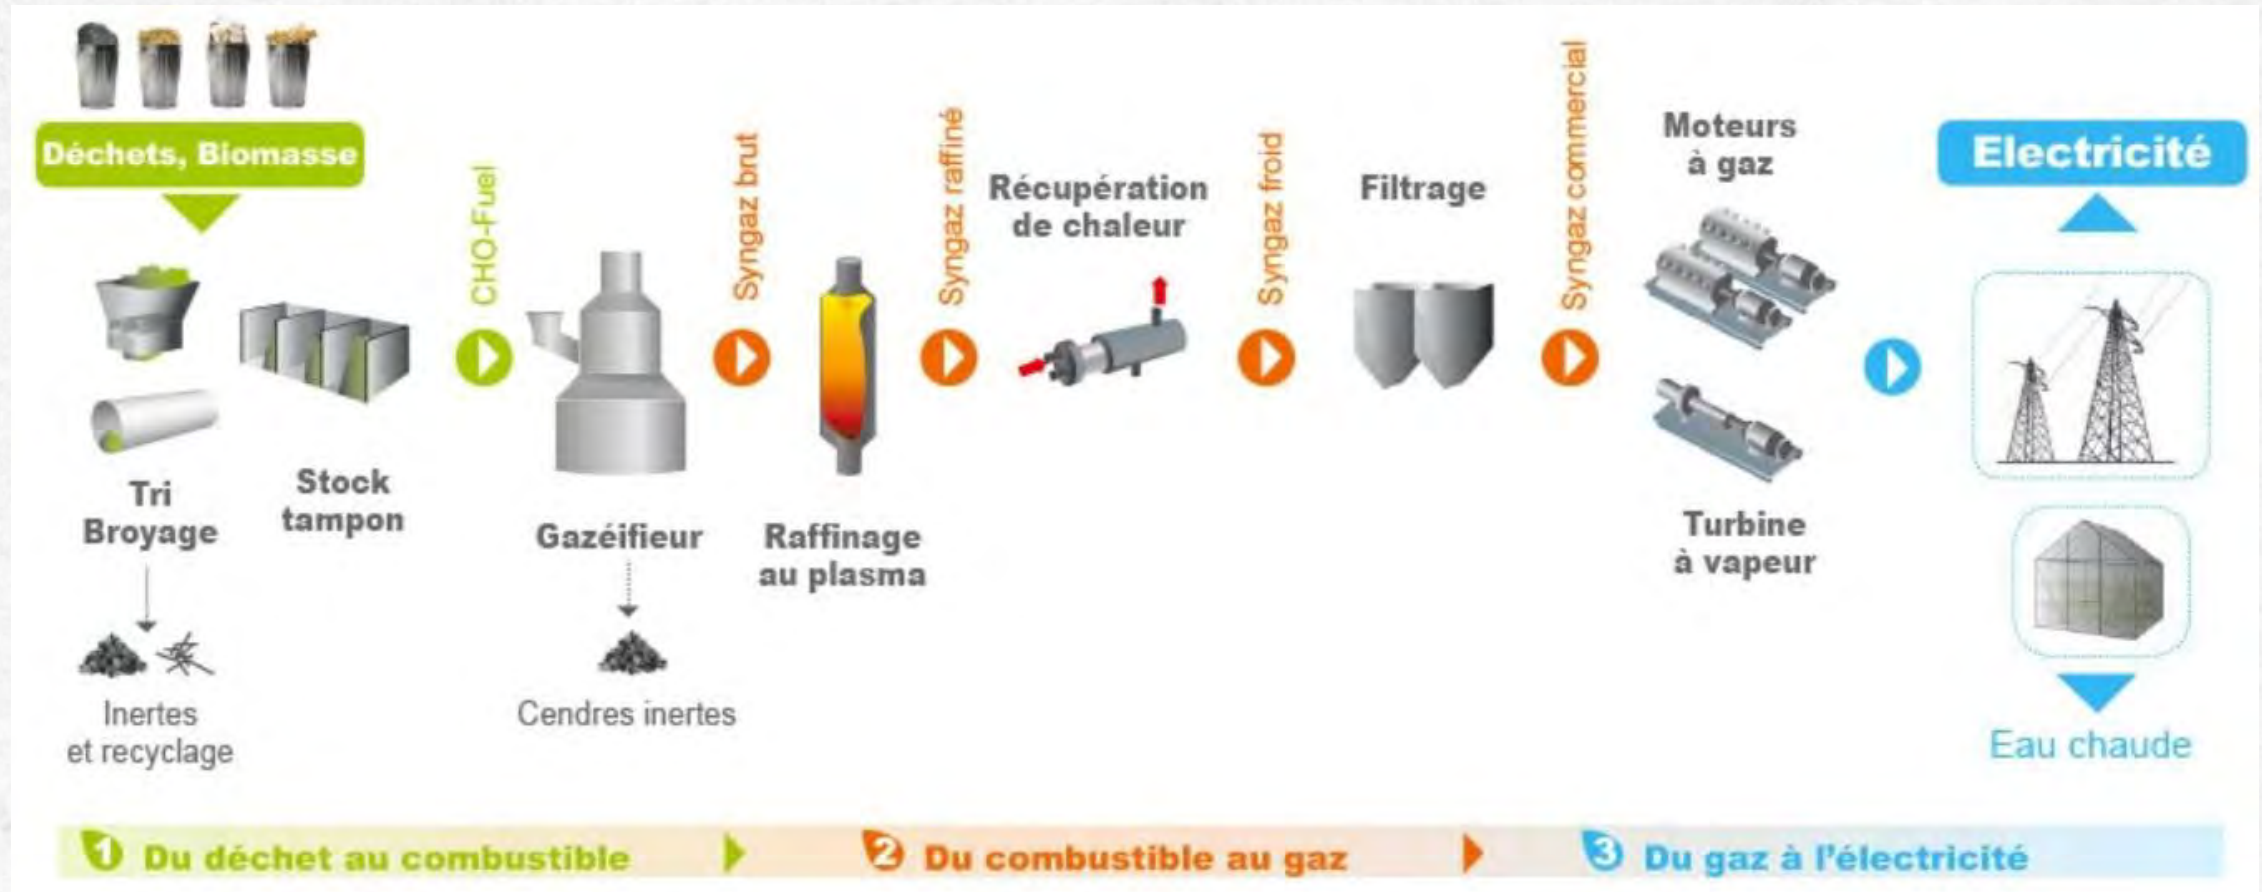 Déchets, Biomasse
Tri
Broyage
Inertes
et recyclage
Stock
tampon
CHO-Fuel
Gazéifieur
Cendres inertes
Syngaz brut
Raffinage
au plasma
Syngaz raffiné
Récupération
de chaleur
Syngaz froid
Filtrage
Syngaz commercial
Moteurs
à gaz
Turbine
à vapeur
Electricité
Eau chaude
1 Du déchet au combustible
2 Du combustible au gaz
3 Du gaz à l'électricité